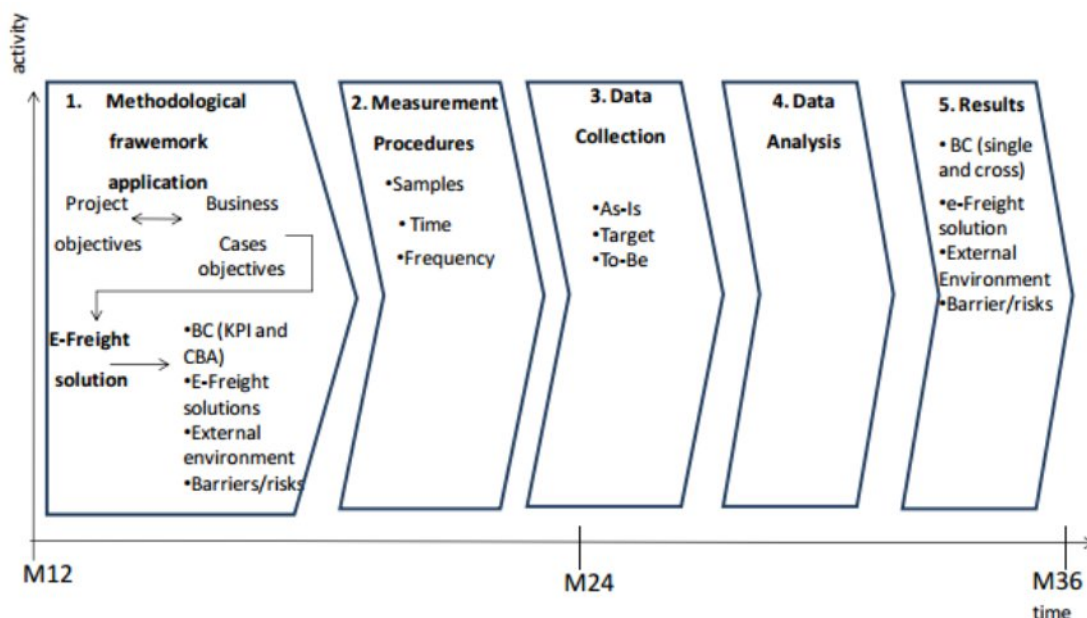 activity
1. Methodological
frawemork
application
Project
objectives
Business
Cases
objectives
E-Freight
solution
•BC (KPI and
CBA)
•E-Freight
solutions
•External
environment
•Barriers/risks
2. Measurement
Procedures
•Samples
• Time
•Frequency
3. Data
Collection
•As-Is
•Target
•To-Be
4. Data
Analysis
5. Results
• BC (single
and cross)
•e-Freight
solution
•External
Environment
•Barrier/risks
M12
M24
M36
time